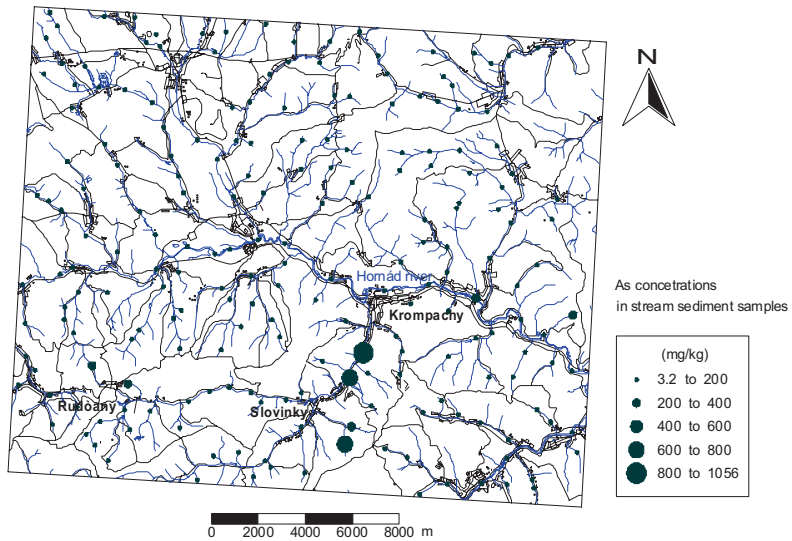 N
Hornád river
As concetrations
in stream sediment samples
Krompachy
(mg/kg)
3.2 to 200
200 to 400
400 to 600
600 to 800
800 to 1056
Rudòany
Slovinky
0 2000 4000 6000 8000 m